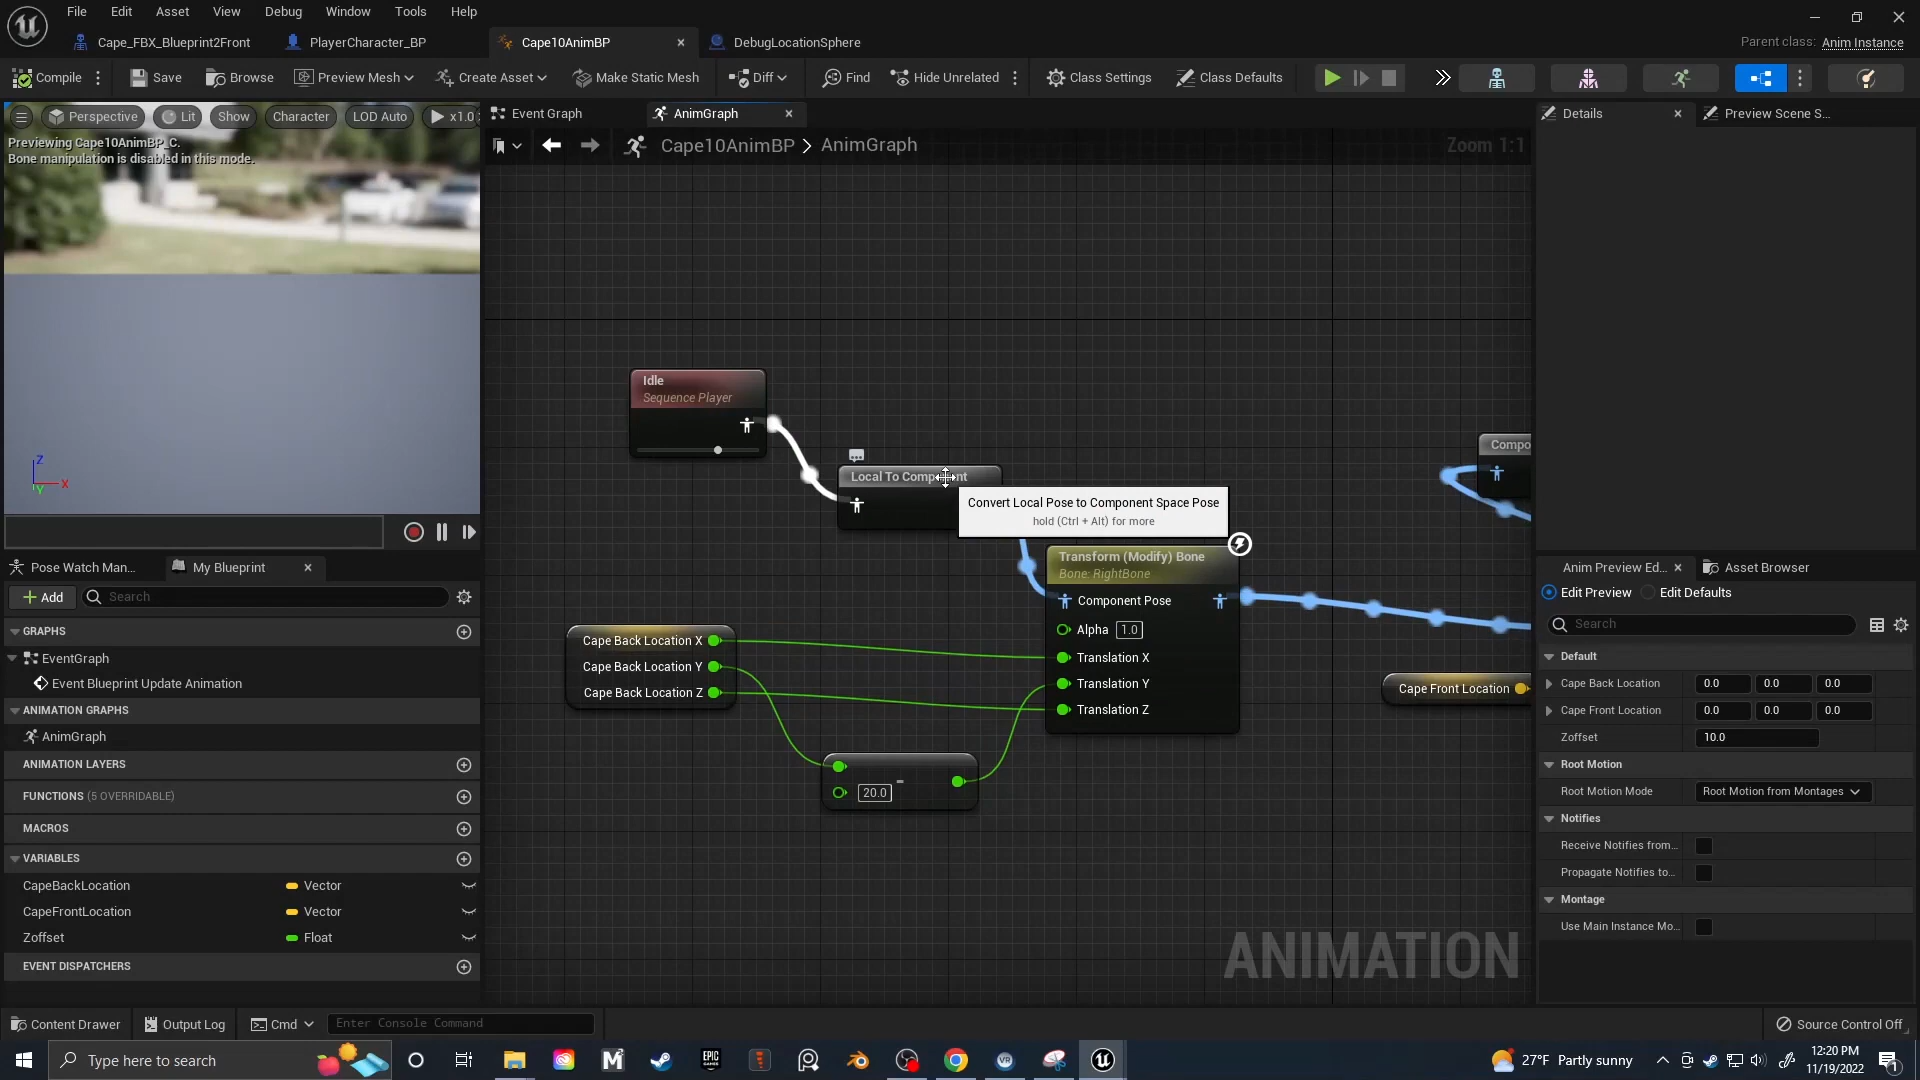 File Edit Asset View Debug Window Tools Help
Cape_FBX_Blueprint2Front PlayerCharacter_BP Cape10AnimBP DebugLocationSphere Parent class: Anim Instance
Compile Save Browse Preview Mesh Create Asset Make Static Mesh Diff Find Hide Unrelated Class Settings Class Defaults
Perspective Lit Show Character LOD Auto x1.0
Previewing Cape10AnimBP_C.
Bone manipulation is disabled in this mode.
Z
X
Y
Event Graph AnimGraph
Cape10AnimBP > AnimGraph Zoom 1:1
Idle
Sequence Player
Local To Component
Convert Local Pose to Component Space Pose
hold (Ctrl + Alt) for more
Transform (Modify) Bone
Bone: RightBone
Component Pose
Alpha 1.0
Translation X
Translation Y
Translation Z
Cape Back Location X
Cape Back Location Y
Cape Back Location Z
20.0 -
Compo
Cape Front Location
ANIMATION
Pose Watch Man... My Blueprint
Add Search
GRAPHS
EventGraph
Event Blueprint Update Animation
ANIMATION GRAPHS
AnimGraph
ANIMATION LAYERS
FUNCTIONS (5 OVERRIDABLE)
MACROS
VARIABLES
CapeBackLocation Vector
CapeFrontLocation Vector
Zoffset Float
EVENT DISPATCHERS
Details Preview Scene S...
Anim Preview Ed... Asset Browser
Edit Preview Edit Defaults
Search
Default
Cape Back Location 0.0 0.0 0.0
Cape Front Location 0.0 0.0 0.0
Zoffset 10.0
Root Motion
Root Motion Mode Root Motion from Montages
Notifies
Receive Notifies from...
Propagate Notifies to...
Montage
Use Main Instance Mo...
Content Drawer Output Log Cmd Enter Console Command Source Control Off
Type here to search EPIC GAMES 27°F Partly sunny 12:20 PM
11/19/2022 1